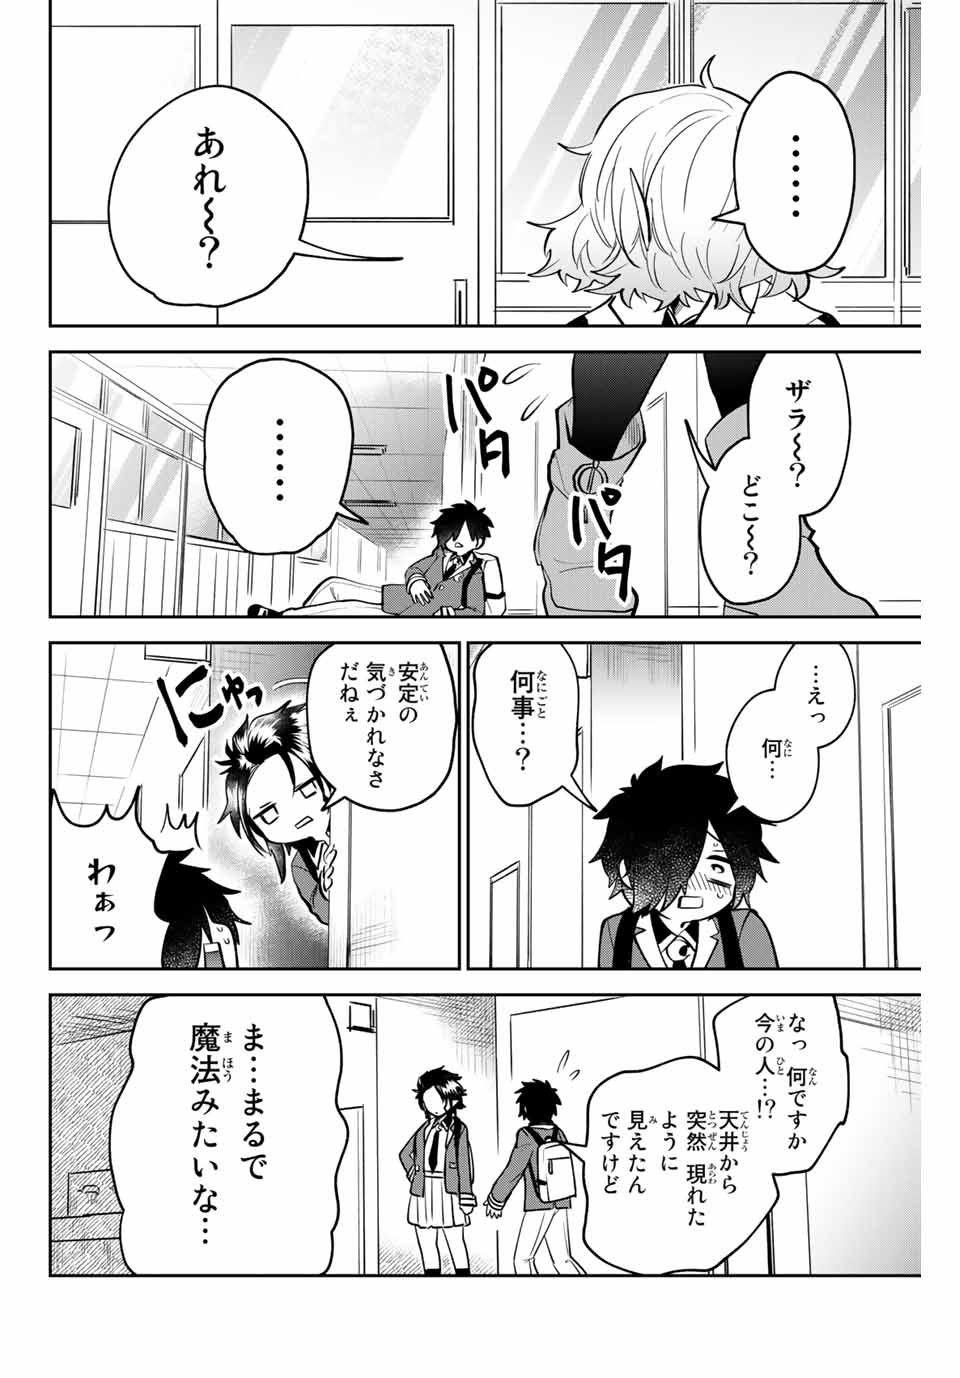 ・・・・・・
あれ〜？
ザラ〜？
どこ〜？
パタ
パタ
・・・・・・
…えっ
何…
何事…？
安定の
気づかれなさ
だねぇ
にゃっ
わぁっ
なっ 何ですか
今の人…!?
天井から
突然 現れた
ように
見えたん
ですけど
ま…まるで
魔法みたいな…